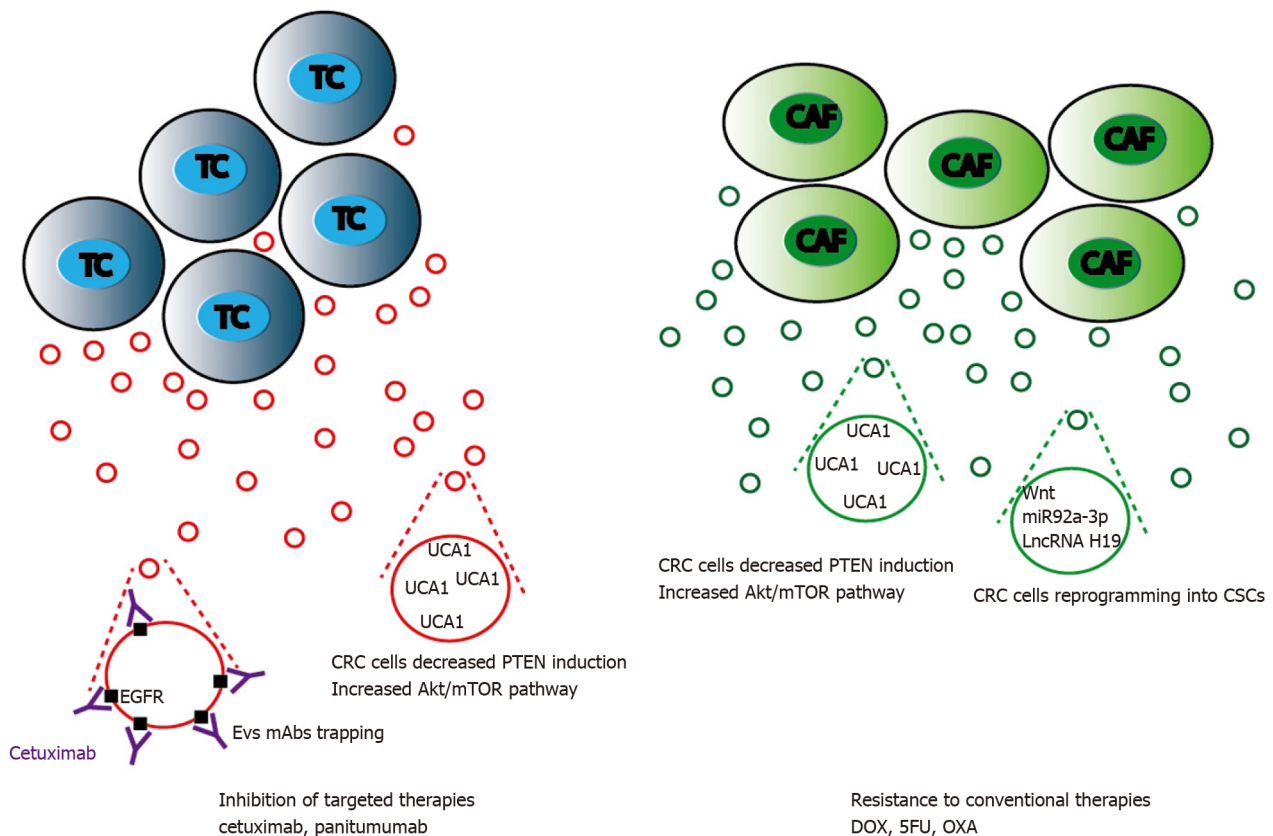 TC
TC
TC
TC
TC
UCA1
UCA1
UCA1
UCA1
CRC cells decreased PTEN induction
Increased Akt/mTOR pathway
EGFR
Evs mAbs trapping
Cetuximab
Inhibition of targeted therapies
cetuximab, panitumumab
CAF
CAF
CAF
CAF
CAF
UCA1
UCA1 UCA1
UCA1
CRC cells decreased PTEN induction
Increased Akt/mTOR pathway
Wnt
miR92a-3p
LncRNA H19
CRC cells reprogramming into CSCs
Resistance to conventional therapies
DOX, 5FU, OXA